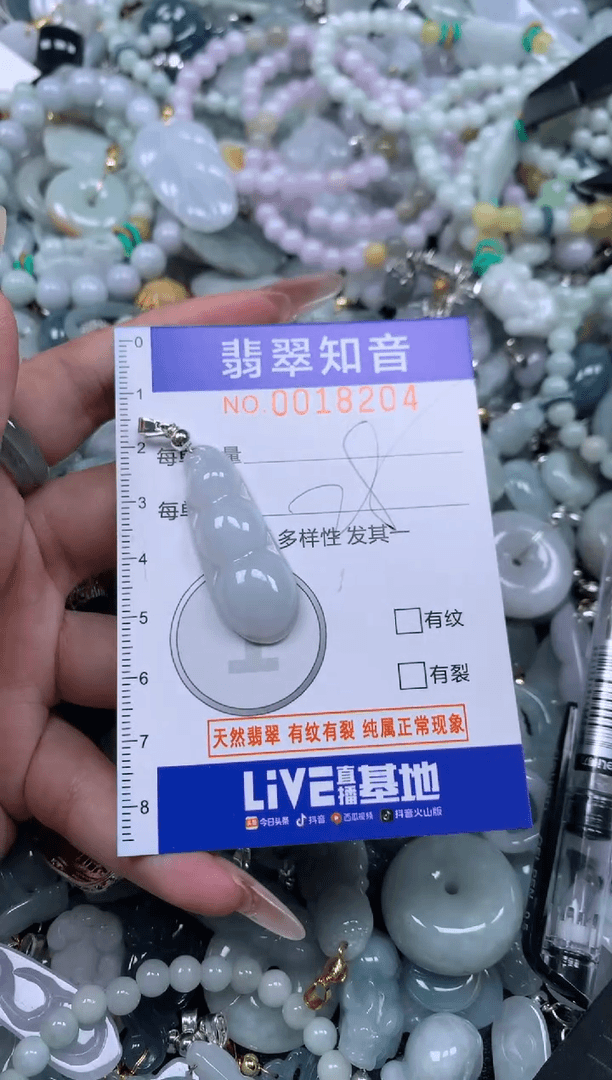 0
翡翠知音
NO.0018204
1
2
每单 量
3
每单
多样性 发其一
4
5
有纹
6
有裂
天然翡翠 有纹有裂 纯属正常现象
7
LiVE直播基地
8
今日头条 抖音 西瓜视频 抖音火山版